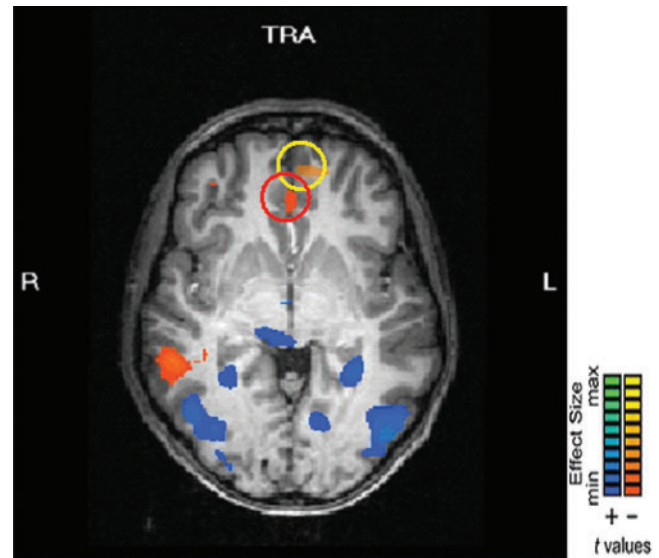 TRA
R
L
Effect Size
max
min
+ −
t values